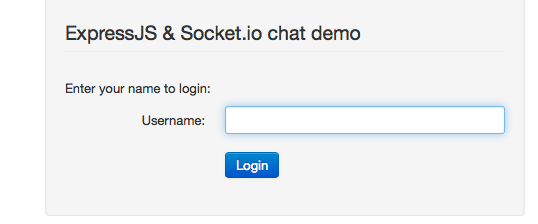 ExpressJS & Socket.io chat demo
Enter your name to login:
Username:
Login